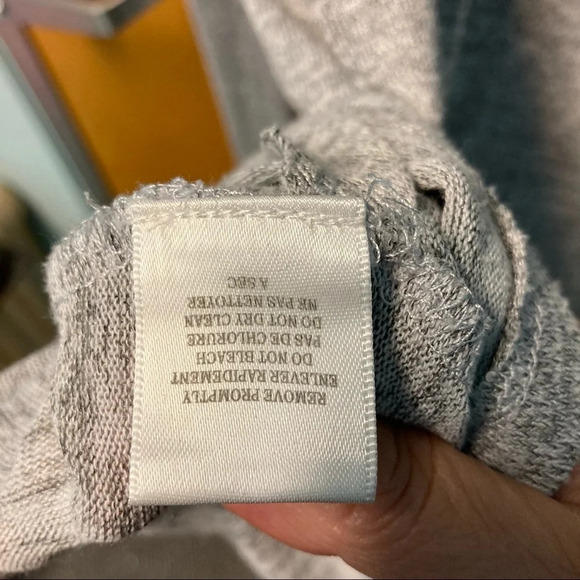 REMOVE PROMPTLY
ENLEVER RAPIDEMENT
DO NOT BLEACH
PAS DE CHLORURE
DO NOT DRY CLEAN
NE PAS NETTOYER
A SEC